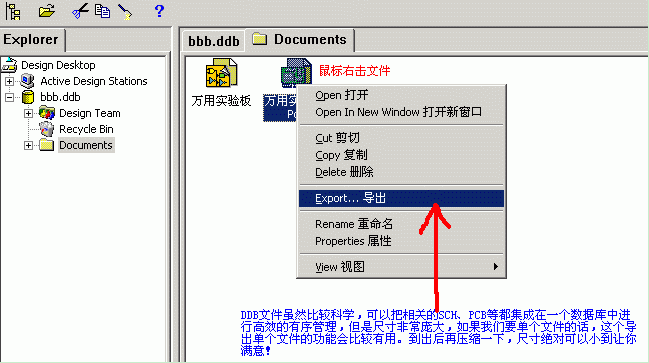 ?
Explorer
bbb.ddb
Documents
Design Desktop
Active Design Stations
bbb.ddb
Design Team
Recycle Bin
Documents
鼠标右击文件
万用实验板
万用实
Po
Open 打开
Open In New Window 打开新窗口
Cut 剪切
Copy 复制
Delete 删除
Export... 导出
Rename 重命名
Properties 属性
View 视图
DDB文件虽然比较科学，可以把相关的SCH、PCB等都集成在一个数据库中进
行高效的有序管理，但是尺寸非常庞大，如果我们要单个文件的话，这个导
出单个文件的功能会比较有用。到出后再压缩一下，尺寸绝对可以小到让你
满意！